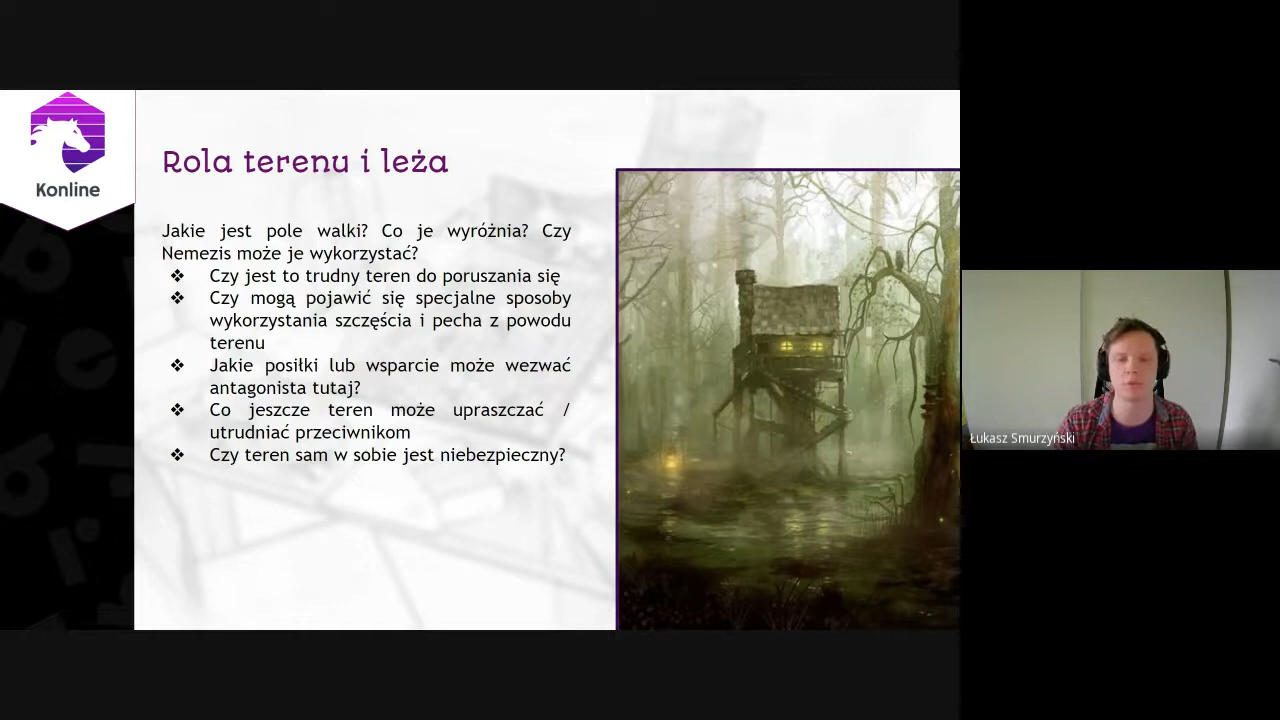 Konline
Rola terenu i leża
Jakie jest pole walki? Co je wyróżnia? Czy
Nemezis może je wykorzystać?
❖ Czy jest to trudny teren do poruszania się
❖ Czy mogą pojawić się specjalne sposoby
wykorzystania szczęścia i pecha z powodu
terenu
❖ Jakie posiłki lub wsparcie może wezwać
antagonista tutaj?
❖ Co jeszcze teren może upraszczać /
utrudniać przeciwnikom
❖ Czy teren sam w sobie jest niebezpieczny?
Łukasz Smurzyński